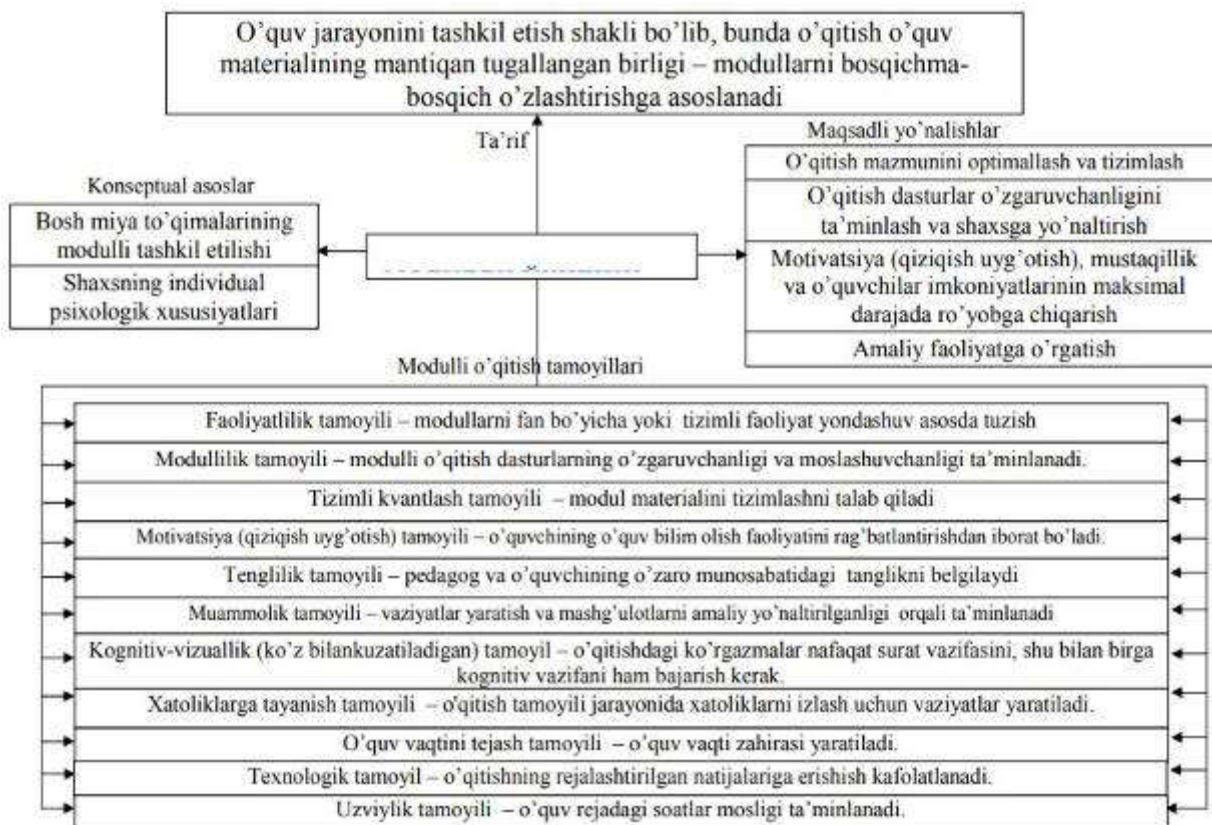 O’quv jarayonini tashkil etish shakli bo’lib, bunda o’qitish o’quv
materialining mantiqan tugallangan birligi – modullarni bosqichma-
bosqich o’zlashtirishga asoslanadi
Ta’rif
Maqsadli yo’nalishlar
O’qitish mazmunini optimallash va tizimlash
O’qitish dasturlar o’zgaruvchanligini
ta’minlash va shaxsga yo’naltirish
Motivatsiya (qiziqish uyg’otish), mustaqillik
va o’quvchilar imkoniyatlarinin maksimal
darajada ro’yobga chiqarish
Amaliy faoliyatga o’rgatish
Konseptual asoslar
Bosh miya to’qimalarining
modulli tashkil etilishi
Shaxsning individual
psixologik xususiyatlari
Modulli o’qitish tamoyillari
Faoliyatlilik tamoyili – modullarni fan bo’yicha yoki tizimli faoliyat yondashuv asosda tuzish
Modullilik tamoyili – modulli o’qitish dasturlarning o’zgaruvchanligi va moslashuvchanligi ta’minlanadi.
Tizimli kvantlash tamoyili – modul materialini tizimlashni talab qiladi
Motivatsiya (qiziqish uyg’otish) tamoyili – o’quvchining o’quv bilim olish faoliyatini rag’batlantirishdan iborat bo’ladi.
Tenglilik tamoyili – pedagog va o’quvchining o’zaro munosabatidagi tanglikni belgilaydi
Muammolik tamoyili – vaziyatlar yaratish va mashg’ulotlarni amaliy yo’naltirilganligi orqali ta’minlanadi
Kognitiv-vizuallik (ko’z bilankuzatiladigan) tamoyil – o’qitishdagi ko’rgazmalar nafaqat surat vazifasini, shu bilan birga
kognitiv vazifani ham bajarish kerak.
Xatoliklarga tayanish tamoyili – o'qitish tamoyili jarayonida xatoliklarni izlash uchun vaziyatlar yaratiladi.
O’quv vaqtini tejash tamoyili – o’quv vaqti zahirasi yaratiladi.
Texnologik tamoyil – o’qitishning rejalashtirilgan natijalariga erishish kafolatlanadi.
Uzviylik tamoyili – o’quv rejadagi soatlar mosligi ta’minlanadi.